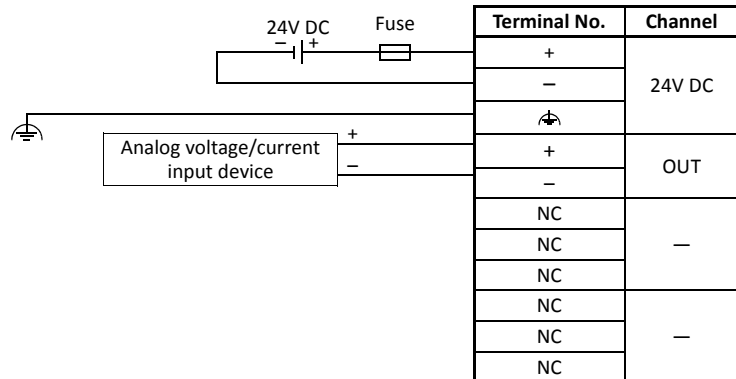 24V DC
− +
Fuse
Terminal No. Channel
+
−
24V DC
Analog voltage/current
input device
+
−
+
−
OUT
NC
NC
NC
—
NC
NC
NC
—